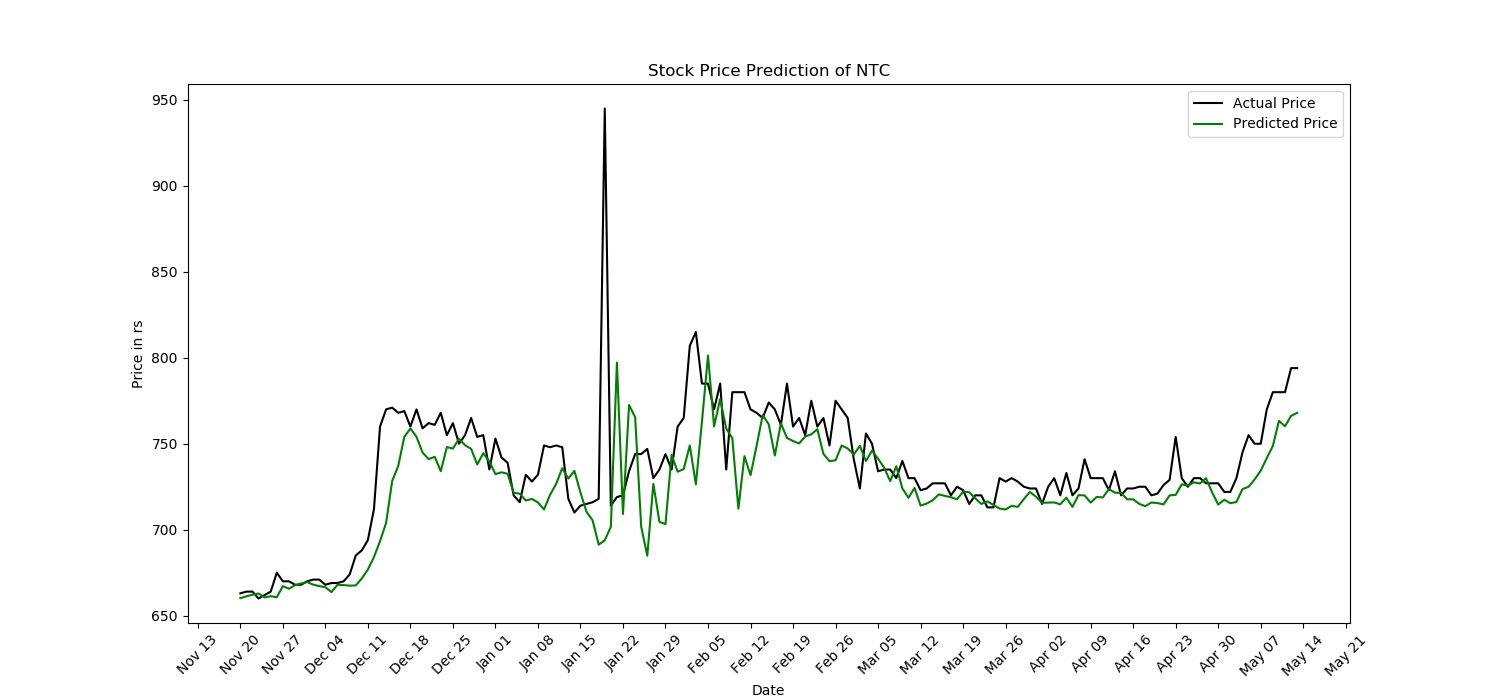 Stock Price Prediction of NTC
Actual Price
Predicted Price
Price in rs
950
900
850
800
750
700
650
Nov 13
Nov 20
Nov 27
Dec 04
Dec 11
Dec 18
Dec 25
Jan 01
Jan 08
Jan 15
Jan 22
Jan 29
Feb 05
Feb 12
Feb 19
Feb 26
Mar 05
Mar 12
Mar 19
Mar 26
Apr 02
Apr 09
Apr 16
Apr 23
Apr 30
May 07
May 14
May 21
Date